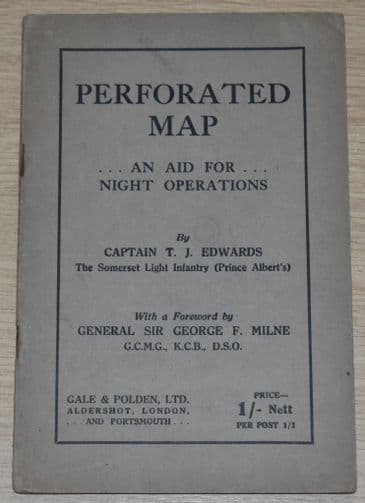 PERFORATED
MAP
. . . AN AID FOR . . .
NIGHT OPERATIONS
By
CAPTAIN T. J. EDWARDS
The Somerset Light Infantry (Prince Albert's)
With a Foreword by
GENERAL SIR GEORGE F. MILNE
G.C.M.G., K.C.B., D.S.O.
GALE & POLDEN, LTD.
ALDERSHOT, LONDON,
. . . AND PORTSMOUTH . . .
PRICE—
1/- Nett
PER POST 1/1